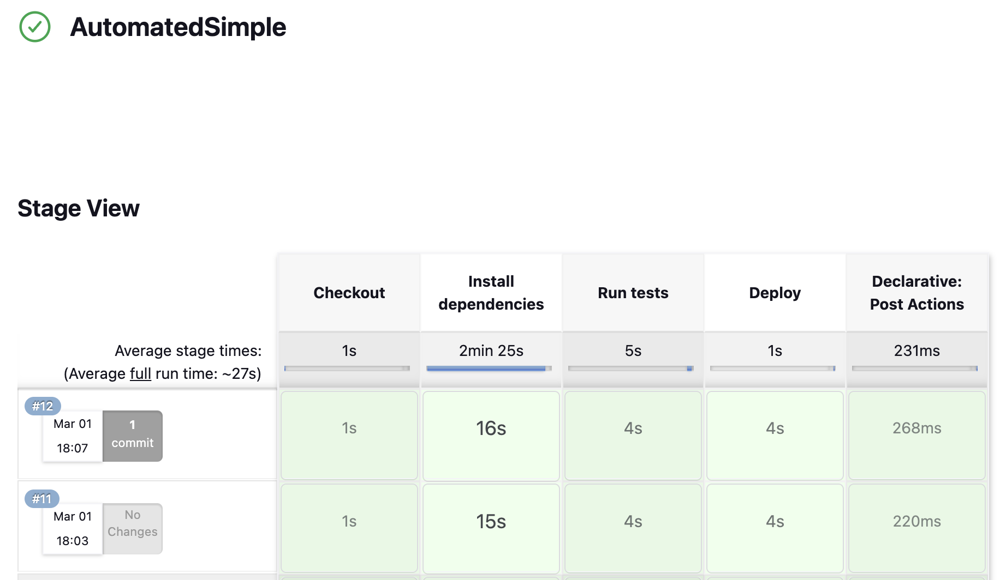 AutomatedSimple
Stage View
Checkout
Install
dependencies
Run tests
Deploy
Declarative:
Post Actions
Average stage times:
(Average full run time: ~27s)
1s
2min 25s
5s
1s
231ms
#12
Mar 01
18:07
1
commit
1s
16s
4s
4s
268ms
#11
Mar 01
18:03
No
Changes
1s
15s
4s
4s
220ms